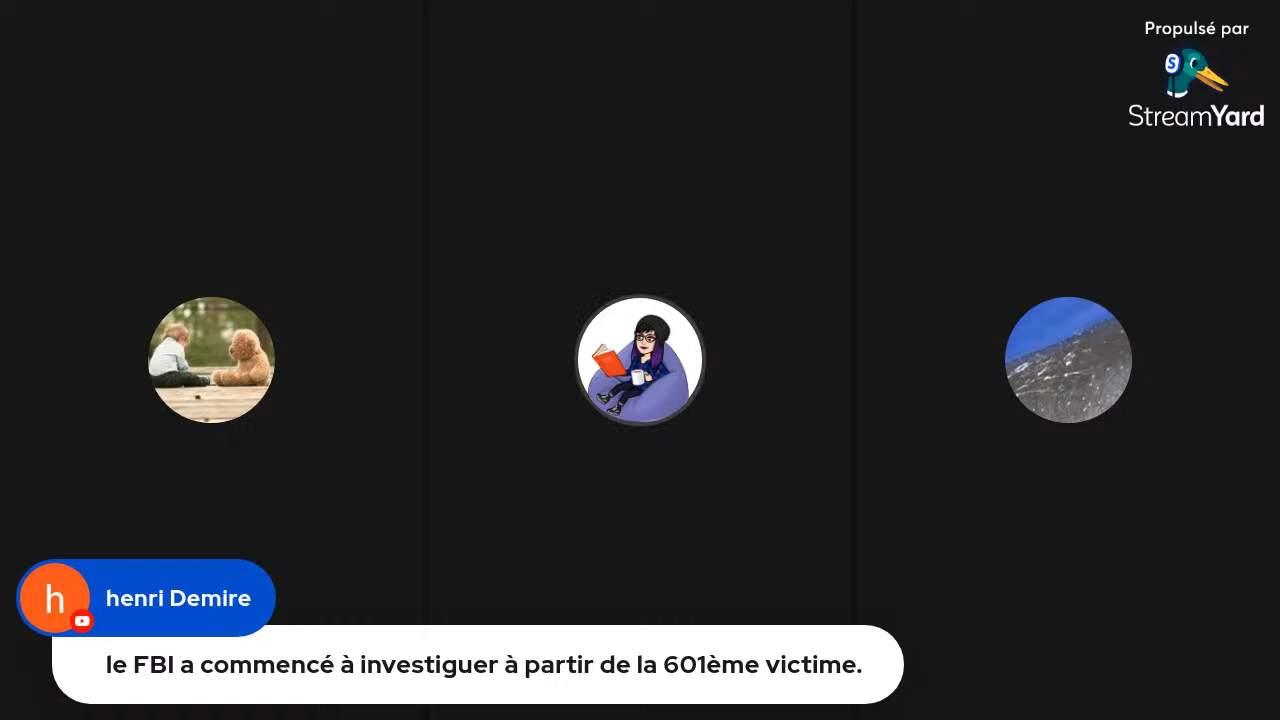 Propulsé par
S
StreamYard
h
henri Demire
le FBI a commencé à investiguer à partir de la 601ème victime.